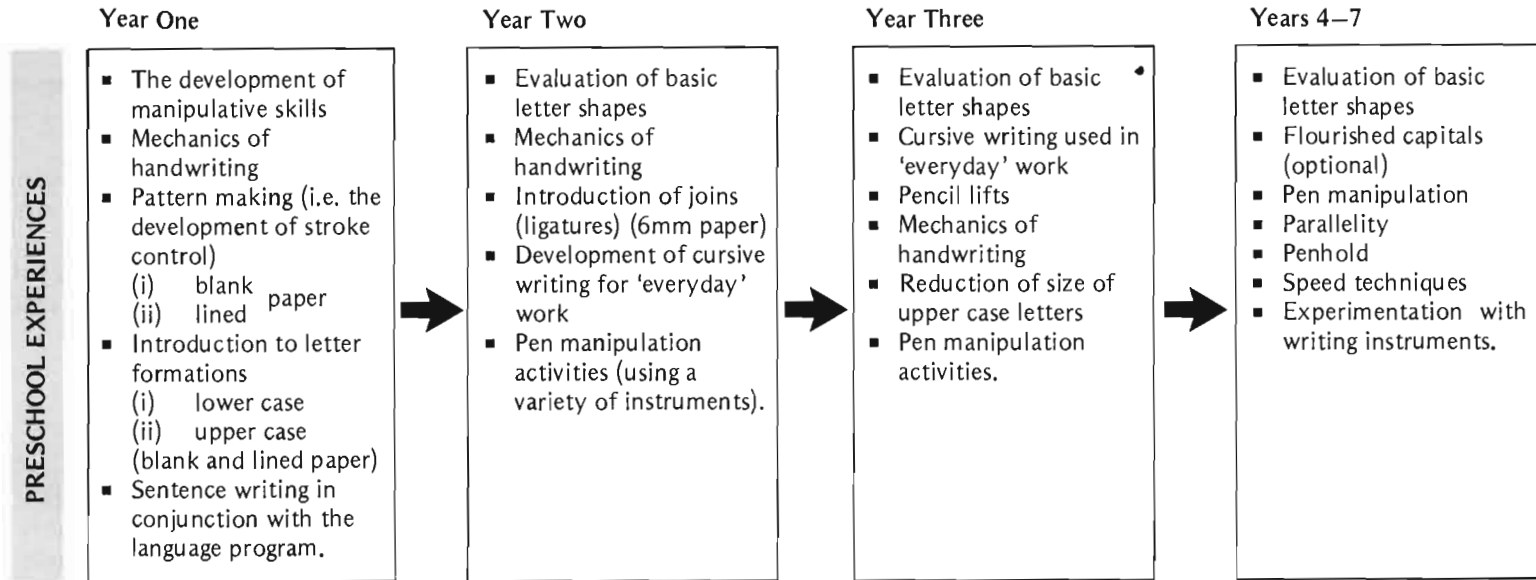 PRESCHOOL EXPERIENCES
Year One
■ The development of
manipulative skills
■ Mechanics of
handwriting
■ Pattern making (i.e. the
development of stroke
control)
(i) blank
paper
(ii) lined
■ Introduction to letter
formations
(i) lower case
(ii) upper case
(blank and lined paper)
■ Sentence writing in
conjunction with the
language program.
Year Two
■ Evaluation of basic
letter shapes
■ Mechanics of
handwriting
■ Introduction of joins
(ligatures) (6mm paper)
■ Development of cursive
writing for ‘everyday’
work
■ Pen manipulation
activities (using a
variety of instruments).
Year Three
■ Evaluation of basic
letter shapes
■ Cursive writing used in
‘everyday’ work
■ Pencil lifts
■ Mechanics of
handwriting
■ Reduction of size of
upper case letters
■ Pen manipulation
activities.
Years 4–7
■ Evaluation of basic
letter shapes
■ Flourished capitals
(optional)
■ Pen manipulation
■ Parallelity
■ Penhold
■ Speed techniques
■ Experimentation with
writing instruments.